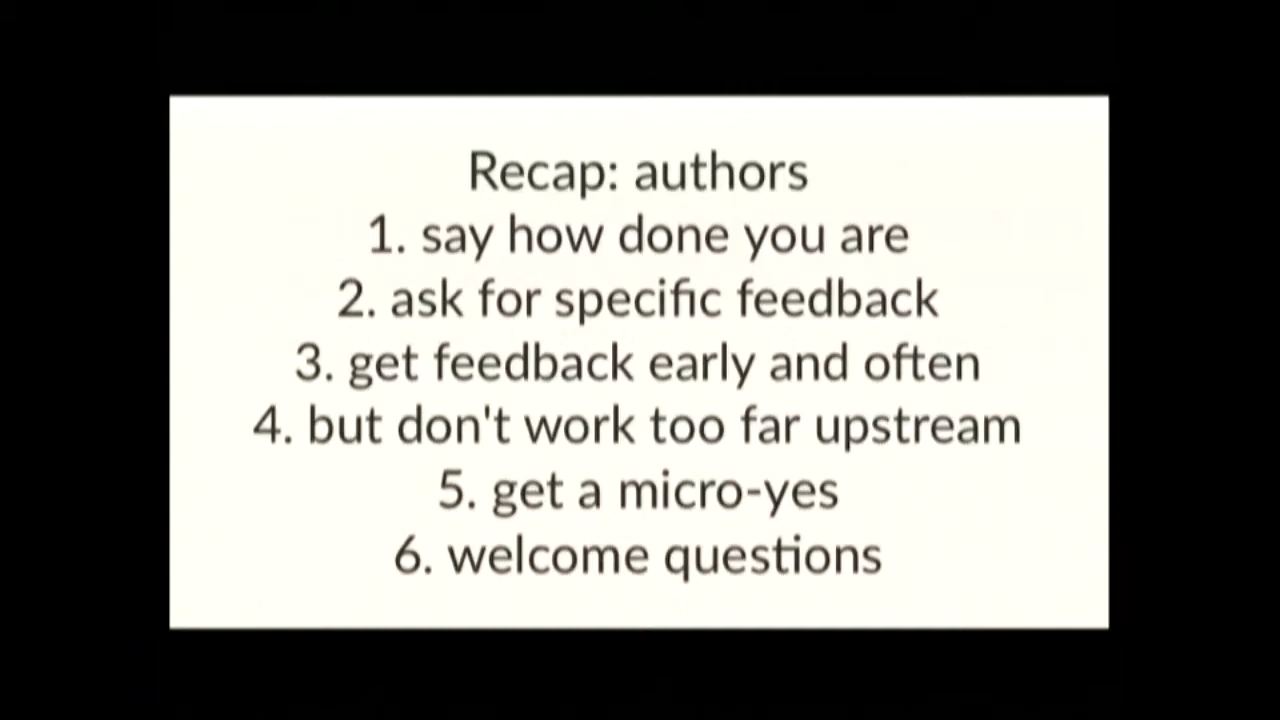 Recap: authors
1. say how done you are
2. ask for specific feedback
3. get feedback early and often
4. but don't work too far upstream
5. get a micro-yes
6. welcome questions